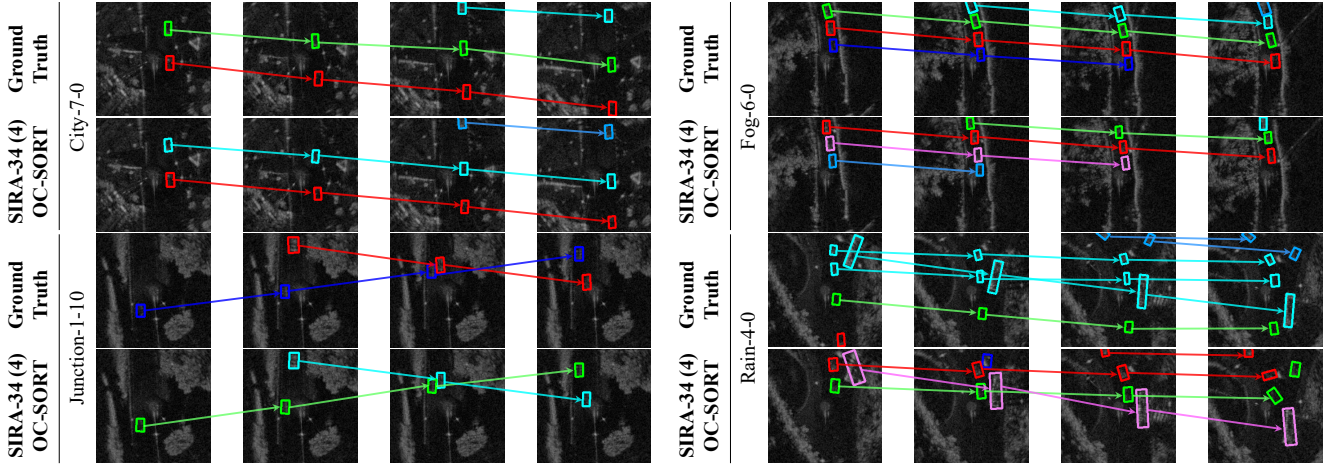 Ground
Truth
SIRA-34 (4)
OC-SORT
City-7-0
Ground
Truth
SIRA-34 (4)
OC-SORT
Junction-1-10
Ground
Truth
SIRA-34 (4)
OC-SORT
Fog-6-0
Ground
Truth
SIRA-34 (4)
OC-SORT
Rain-4-0